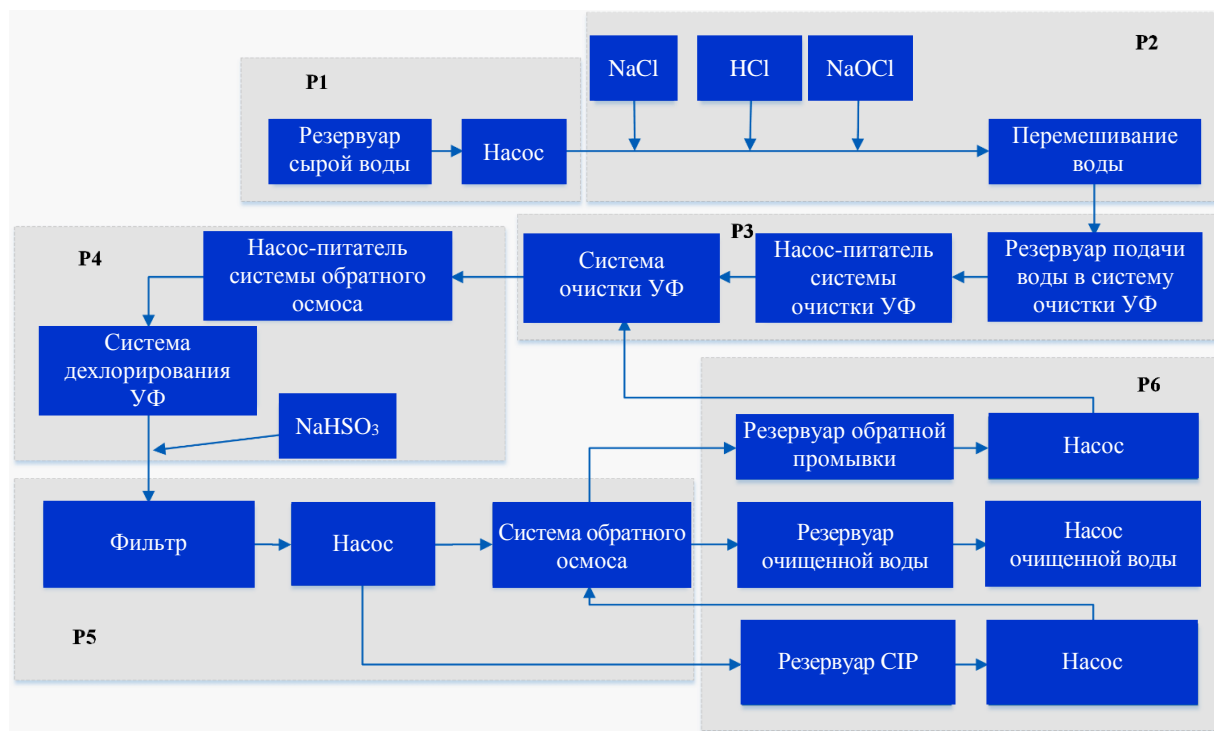 P1
Резервуар
сырой воды
Насос
P2
NaCl
HCl
NaOCl
Перемешивание
воды
P3
Резервуар подачи
воды в систему
очистки УФ
Насос-питатель
системы
очистки УФ
Система
очистки УФ
P4
Насос-питатель
системы обратного
осмоса
Система
дехлорирования
УФ
NaHSO₃
P5
Фильтр
Насос
Система обратного
осмоса
P6
Резервуар обратной
промывки
Насос
Резервуар
очищенной воды
Насос
очищенной воды
Резервуар CIP
Насос